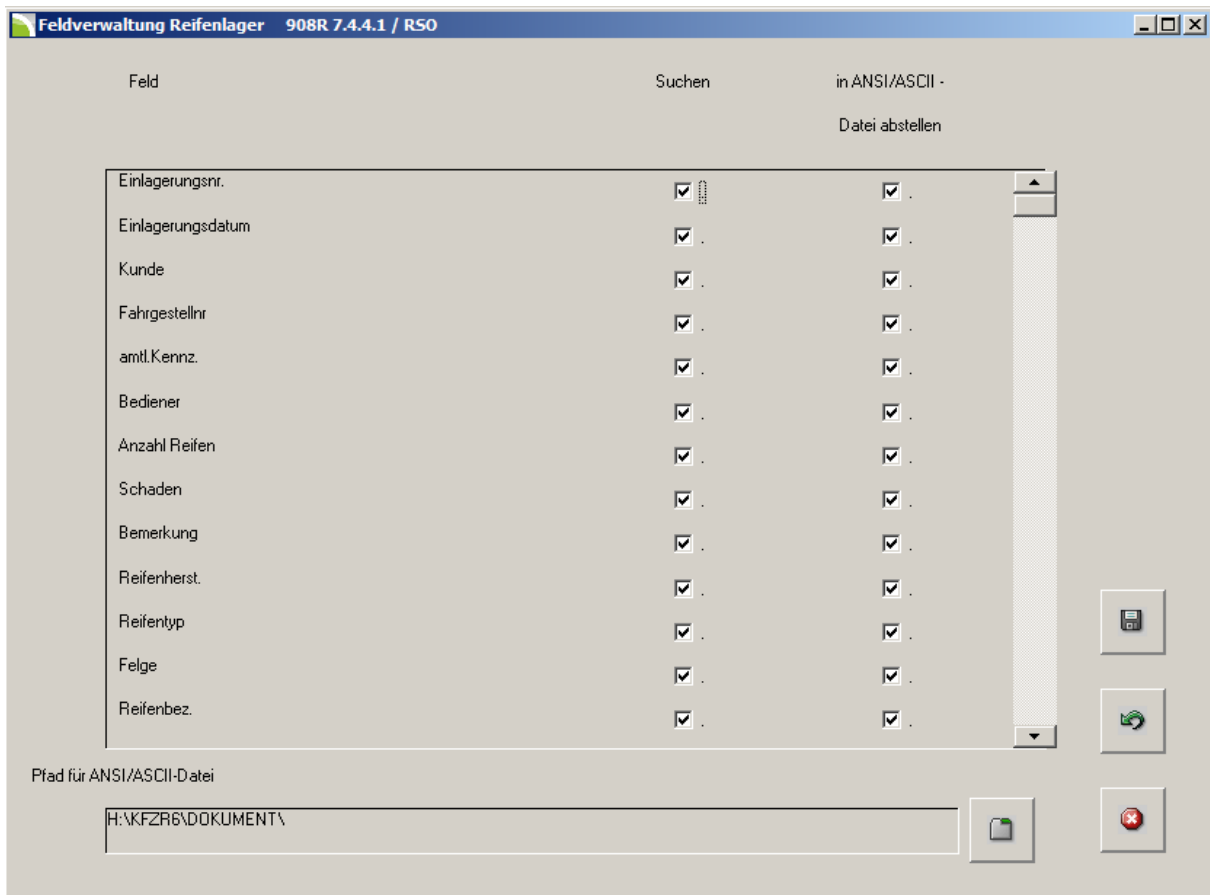 Feldverwaltung Reifenlager 908R 7.4.4.1 / RSO
Feld Suchen in ANSI/ASCII -
Datei abstellen
Einlagerungsnr. .
Einlagerungsdatum . .
Kunde . .
Fahrgestellnr . .
amtl.Kennz. . .
Bediener . .
Anzahl Reifen . .
Schaden . .
Bemerkung . .
Reifenherst. . .
Reifentyp . .
Felge . .
Reifenbez. . .
Pfad für ANSI/ASCII-Datei
H:\KFZR6\DOKUMENT\